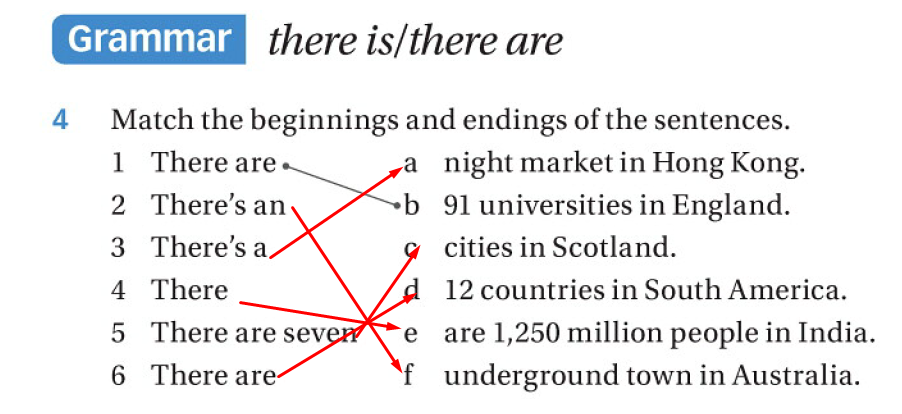 Grammar there is/there are
4 Match the beginnings and endings of the sentences.
1 There are a night market in Hong Kong.
2 There's an b 91 universities in England.
3 There's a c cities in Scotland.
4 There d 12 countries in South America.
5 There are seven e are 1,250 million people in India.
6 There are f underground town in Australia.